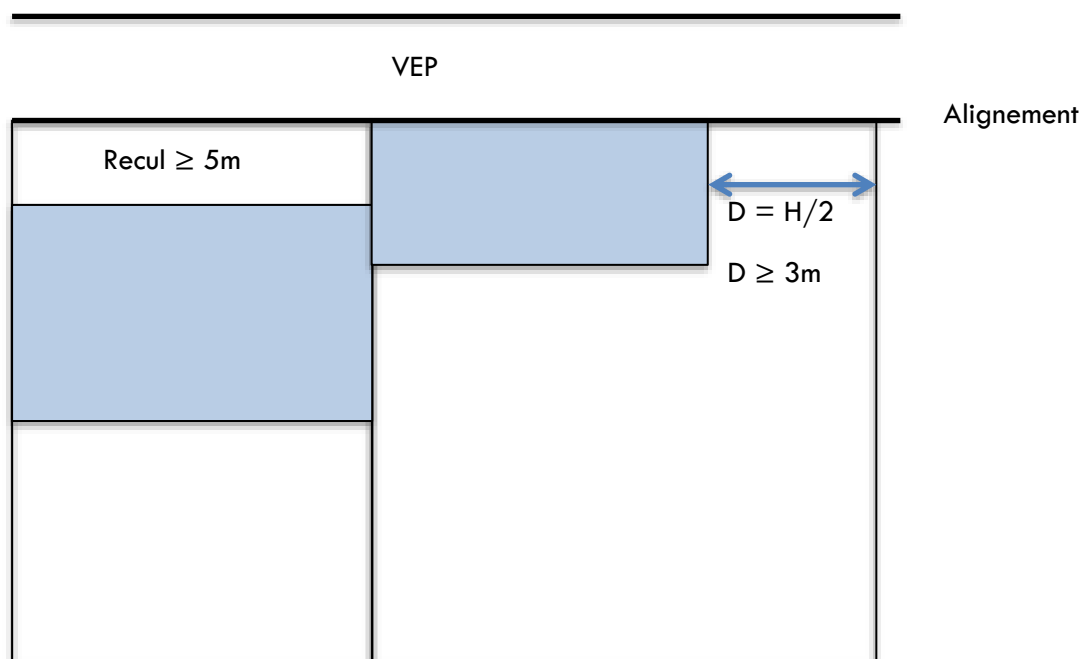 VEP
Alignement
Recul ≥ 5m
D = H/2
D ≥ 3m